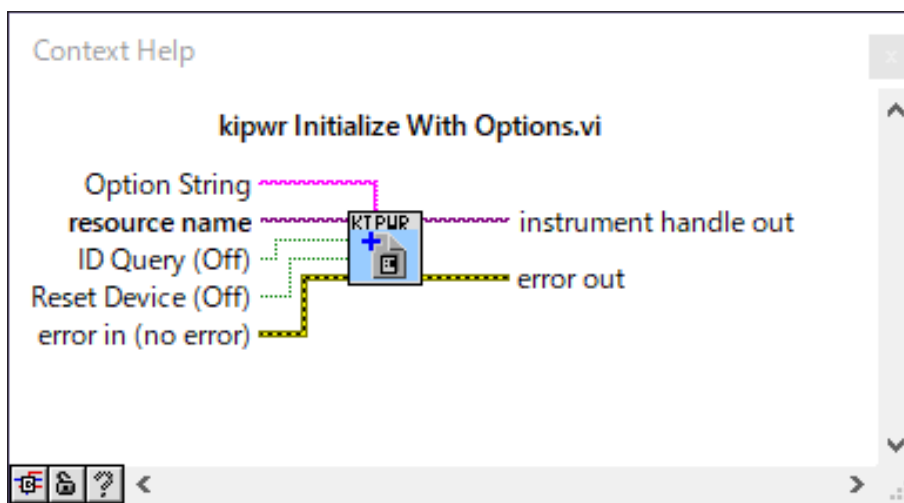 Context Help
x
kipwr Initialize With Options.vi
Option String
resource name
ID Query (Off)
Reset Device (Off)
error in (no error)
KIPWR
instrument handle out
error out
?